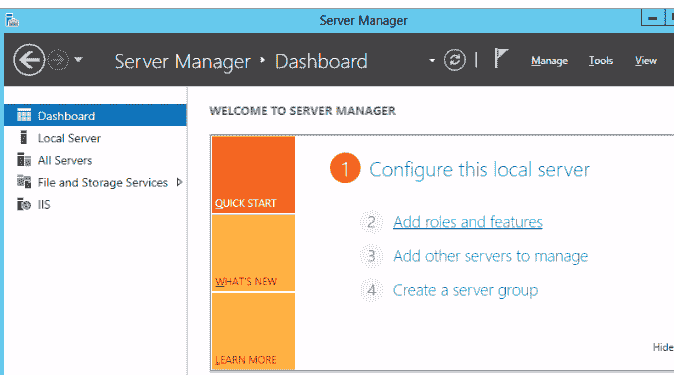 Server Manager
Server Manager • Dashboard
Manage Tools View
Dashboard
Local Server
All Servers
File and Storage Services
IIS
WELCOME TO SERVER MANAGER
QUICK START
WHAT'S NEW
LEARN MORE
1 Configure this local server
2 Add roles and features
3 Add other servers to manage
4 Create a server group
Hide